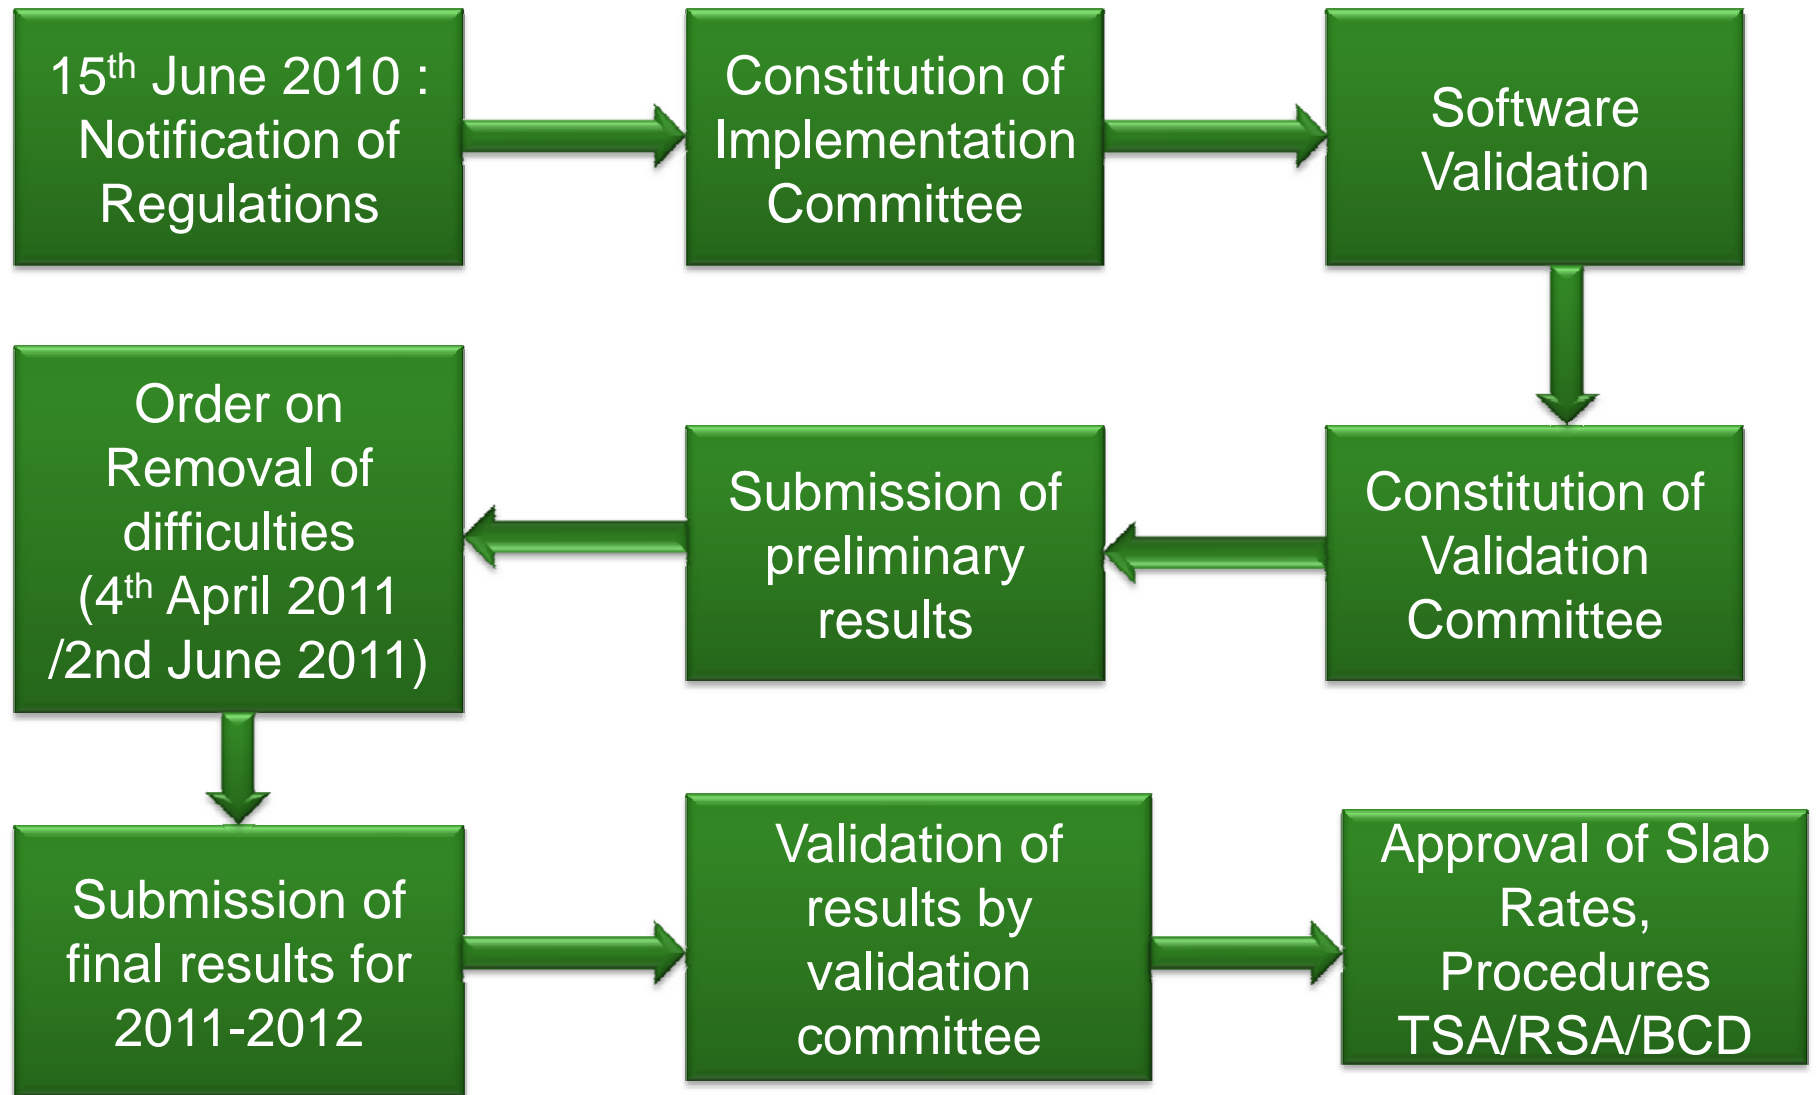 15th June 2010 :
Notification of
Regulations
Constitution of
Implementation
Committee
Software
Validation
Constitution of
Validation
Committee
Submission of
preliminary
results
Order on
Removal of
difficulties
(4th April 2011
/2nd June 2011)
Submission of
final results for
2011-2012
Validation of
results by
validation
committee
Approval of Slab
Rates,
Procedures
TSA/RSA/BCD